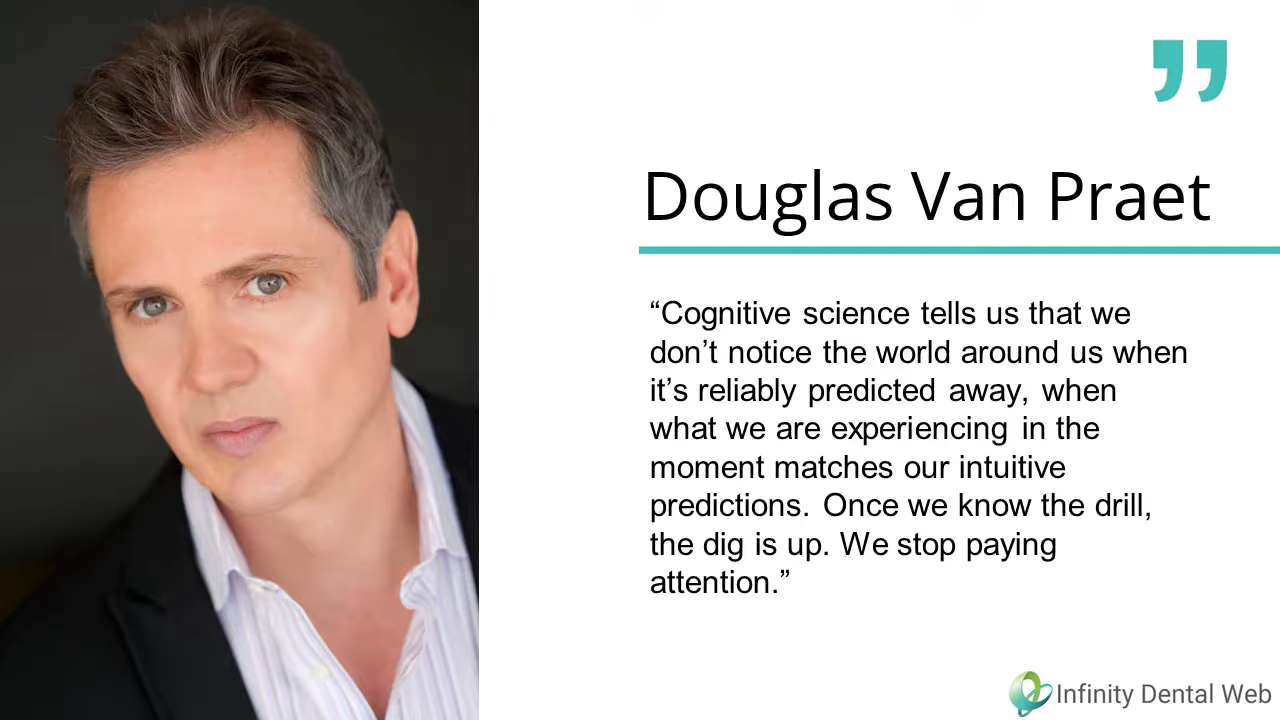 ”
Douglas Van Praet
“Cognitive science tells us that we
don’t notice the world around us when
it’s reliably predicted away, when
what we are experiencing in the
moment matches our intuitive
predictions. Once we know the drill,
the dig is up. We stop paying
attention.”
Infinity Dental Web